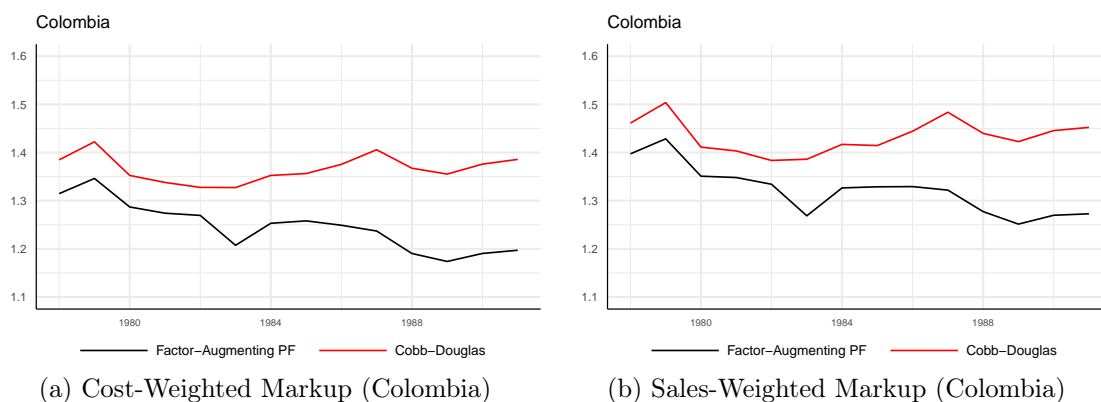 Colombia
1.6
1.5
1.4
1.3
1.2
1.1
1980 1984 1988
Factor−Augmenting PF Cobb−Douglas
(a) Cost-Weighted Markup (Colombia)
Colombia
1.6
1.5
1.4
1.3
1.2
1.1
1980 1984 1988
Factor−Augmenting PF Cobb−Douglas
(b) Sales-Weighted Markup (Colombia)